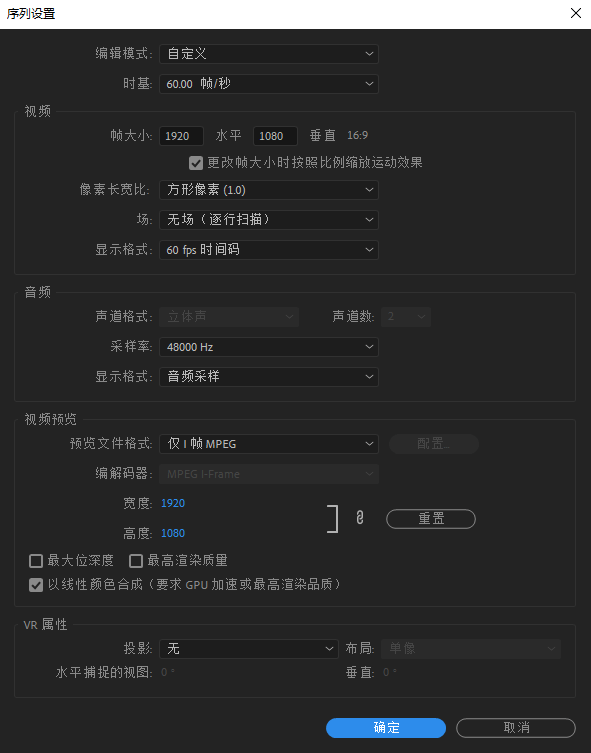 序列设置
编辑模式: 自定义
时基: 60.00 帧/秒
视频
帧大小: 1920 水平 1080 垂直 16:9
更改帧大小时按照比例缩放运动效果
像素长宽比: 方形像素 (1.0)
场: 无场（逐行扫描）
显示格式: 60 fps 时间码
音频
声道格式: 立体声 声道数: 2
采样率: 48000 Hz
显示格式: 音频采样
视频预览
预览文件格式: 仅 I 帧 MPEG 配置...
编解码器: MPEG I-Frame
宽度: 1920
高度: 1080
重置
最大位深度 最高渲染质量
以线性颜色合成（要求 GPU 加速或最高渲染品质）
VR 属性
投影: 无 布局: 单像
水平捕捉的视图: 0 ° 垂直: 0 °
确定 取消